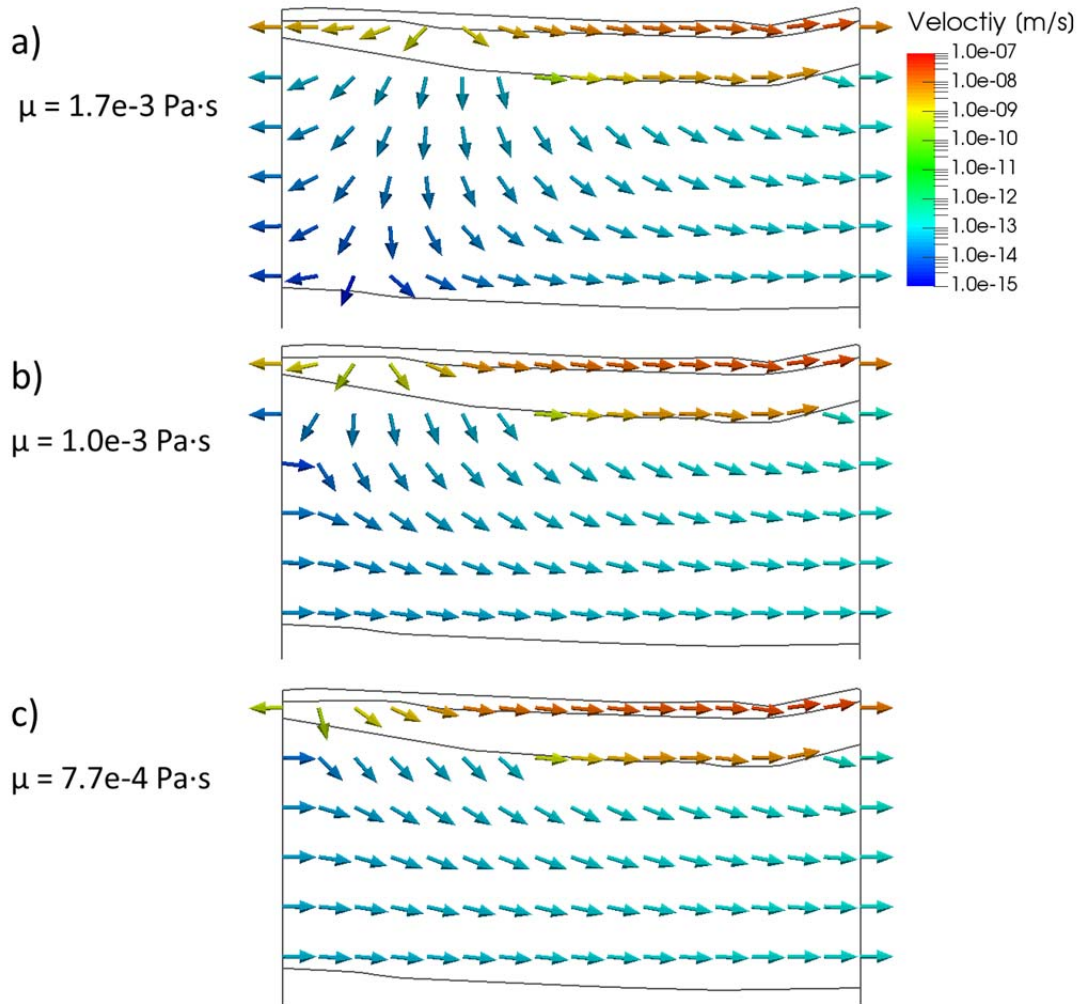 a)
μ = 1.7e-3 Pa·s
Veloctiy (m/s)
1.0e-07
1.0e-08
1.0e-09
1.0e-10
1.0e-11
1.0e-12
1.0e-13
1.0e-14
1.0e-15
b)
μ = 1.0e-3 Pa·s
c)
μ = 7.7e-4 Pa·s